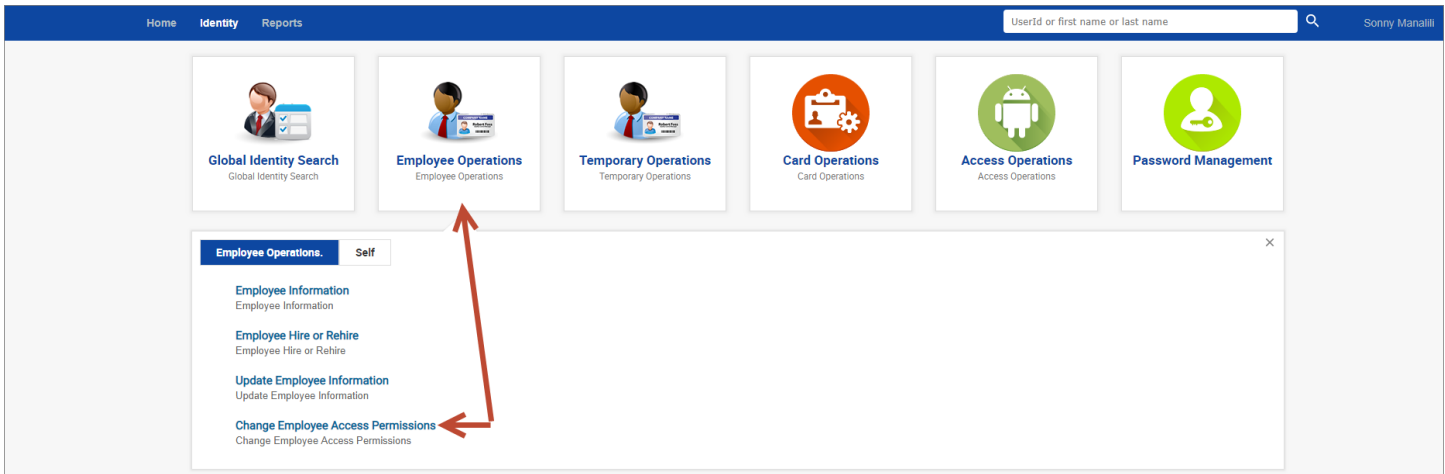 Home Identity Reports UserId or first name or last name Sonny Manalili
Global Identity Search
Global Identity Search
Employee Operations
Employee Operations
Temporary Operations
Temporary Operations
Card Operations
Card Operations
Access Operations
Access Operations
Password Management
Employee Operations. Self
Employee Information
Employee Information
Employee Hire or Rehire
Employee Hire or Rehire
Update Employee Information
Update Employee Information
Change Employee Access Permissions
Change Employee Access Permissions